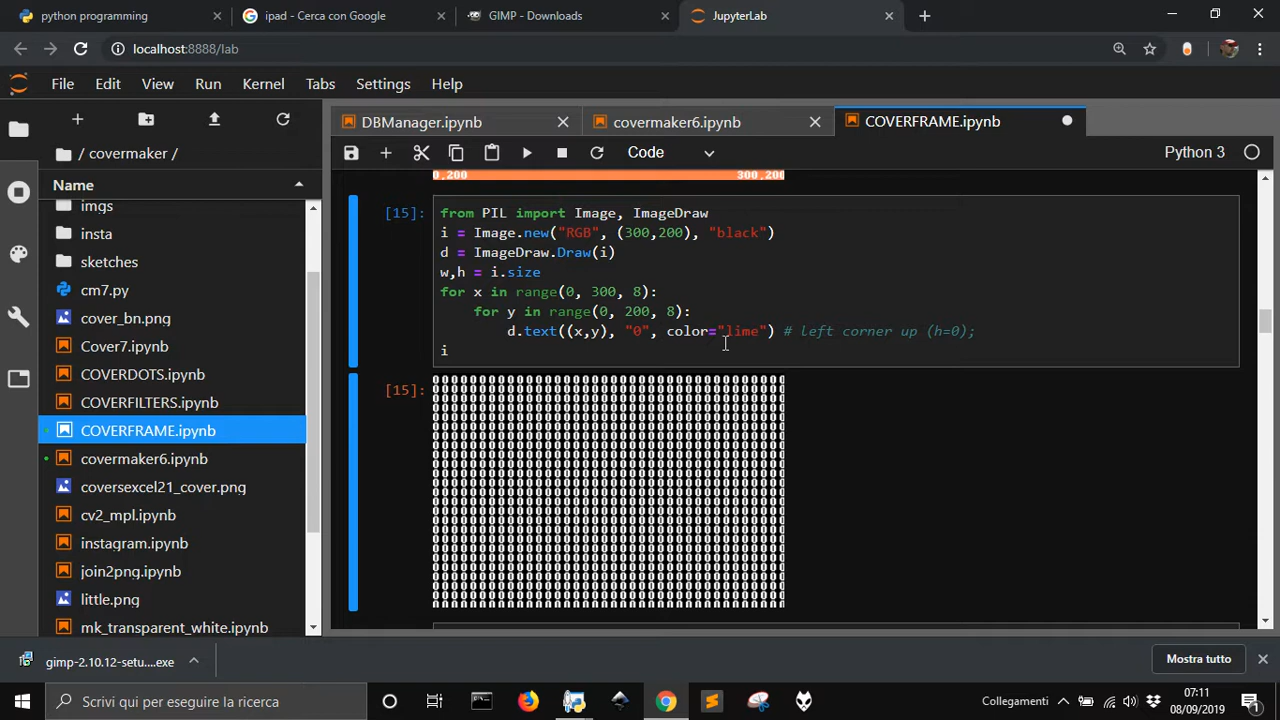 python programming
ipad - Cerca con Google
GIMP - Downloads
JupyterLab
localhost:8888/lab
File Edit View Run Kernel Tabs Settings Help
DBManager.ipynb
covermaker6.ipynb
COVERFRAME.ipynb
/ covermaker /
Code
Python 3
Name
imgs
insta
sketches
cm7.py
cover_bn.png
Cover7.ipynb
COVERDOTS.ipynb
COVERFILTERS.ipynb
COVERFRAME.ipynb
covermaker6.ipynb
coversexcel21_cover.png
cv2_mpl.ipynb
instagram.ipynb
join2png.ipynb
little.png
mk_transparent_white.ipynb
0,200 300,200
[15]:
from PIL import Image, ImageDraw
i = Image.new("RGB", (300,200), "black")
d = ImageDraw.Draw(i)
w,h = i.size
for x in range(0, 300, 8):
for y in range(0, 200, 8):
d.text((x,y), "0", color="lime") # left corner up (h=0);
i
[15]:
gimp-2.10.12-setu....exe
Mostra tutto
Scrivi qui per eseguire la ricerca
Collegamenti
07:11
08/09/2019
1